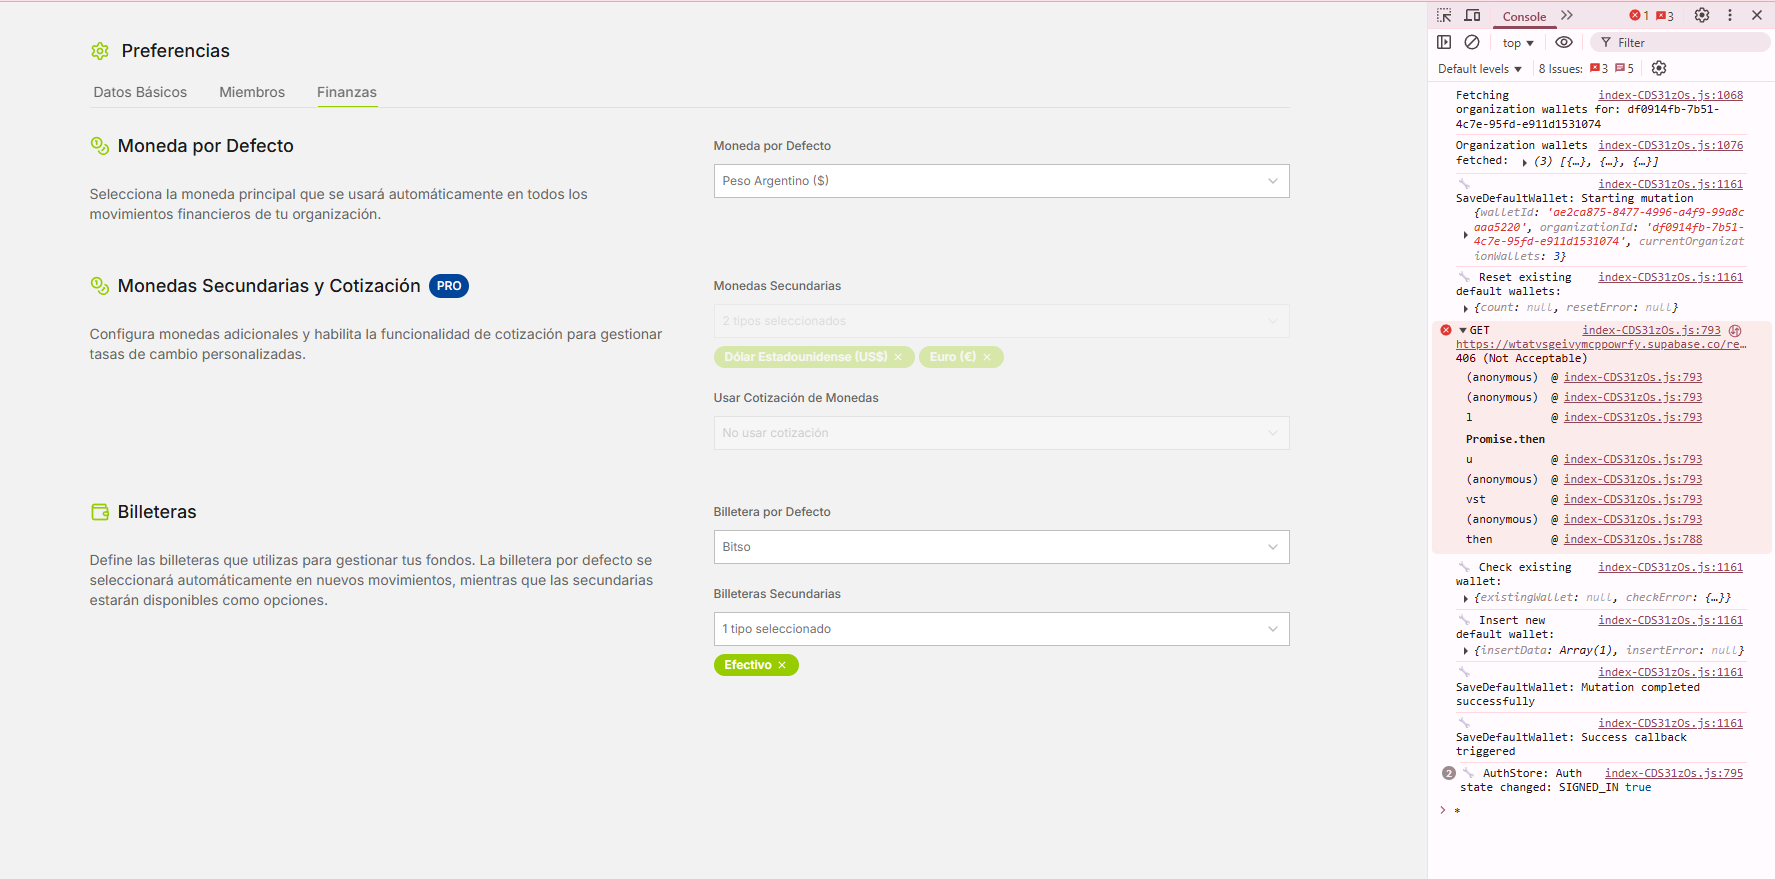 Preferencias
Datos Básicos
Miembros
Finanzas
Moneda por Defecto
Selecciona la moneda principal que se usará automáticamente en todos los
movimientos financieros de tu organización.
Moneda por Defecto
Peso Argentino ($)
Monedas Secundarias y Cotización PRO
Configura monedas adicionales y habilita la funcionalidad de cotización para gestionar
tasas de cambio personalizadas.
Monedas Secundarias
2 tipos seleccionados
Dólar Estadounidense (US$) ×
Euro (€) ×
Usar Cotización de Monedas
No usar cotización
Billeteras
Define las billeteras que utilizas para gestionar tus fondos. La billetera por defecto se
seleccionará automáticamente en nuevos movimientos, mientras que las secundarias
estarán disponibles como opciones.
Billetera por Defecto
Bitso
Billeteras Secundarias
1 tipo seleccionado
Efectivo ×
Console
1
3
top
Filter
Default levels
8 Issues: 3 5
Fetching index-CDS31zOs.js:1068
organization wallets for: df0914fb-7b51-
4c7e-95fd-e911d1531074
Organization wallets index-CDS31zOs.js:1076
fetched: (3) [{…}, {…}, {…}]
index-CDS31zOs.js:1161
SaveDefaultWallet: Starting mutation
{walletId: 'ae2ca875-8477-4996-a4f9-99a8c
aaa5220', organizationId: 'df0914fb-7b51-
4c7e-95fd-e911d1531074', currentOrganizat
ionWallets: 3}
Reset existing index-CDS31zOs.js:1161
default wallets:
{count: null, resetError: null}
GET index-CDS31zOs.js:793
https://wtatvsgeivymcppowrfy.supabase.co/re…
406 (Not Acceptable)
(anonymous) @ index-CDS31zOs.js:793
(anonymous) @ index-CDS31zOs.js:793
l @ index-CDS31zOs.js:793
Promise.then
u @ index-CDS31zOs.js:793
(anonymous) @ index-CDS31zOs.js:793
vst @ index-CDS31zOs.js:793
(anonymous) @ index-CDS31zOs.js:793
then @ index-CDS31zOs.js:788
Check existing index-CDS31zOs.js:1161
wallet:
{existingWallet: null, checkError: {…}}
Insert new index-CDS31zOs.js:1161
default wallet:
{insertData: Array(1), insertError: null}
index-CDS31zOs.js:1161
SaveDefaultWallet: Mutation completed
successfully
index-CDS31zOs.js:1161
SaveDefaultWallet: Success callback
triggered
2 AuthStore: Auth index-CDS31zOs.js:795
state changed: SIGNED_IN true
> *